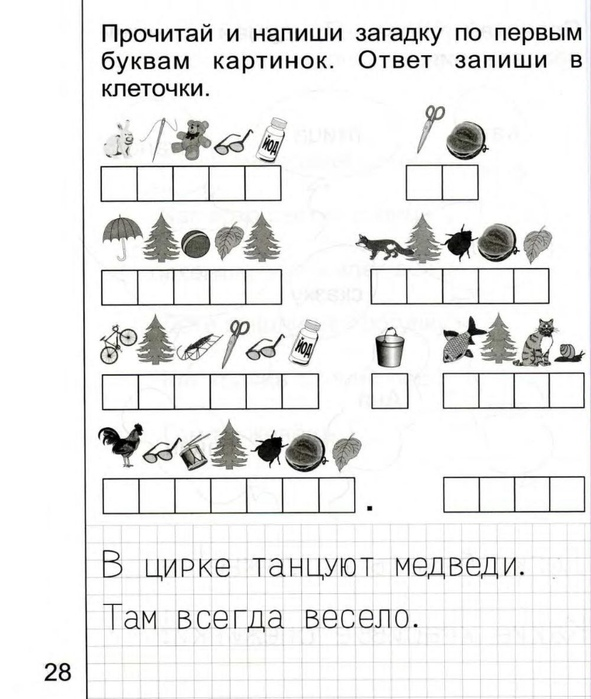 Прочитай и напиши загадку по первым
буквам картинок. Ответ запиши в
клеточки.
йод
йод
В цирке танцуют медведи.
Там всегда весело.
28